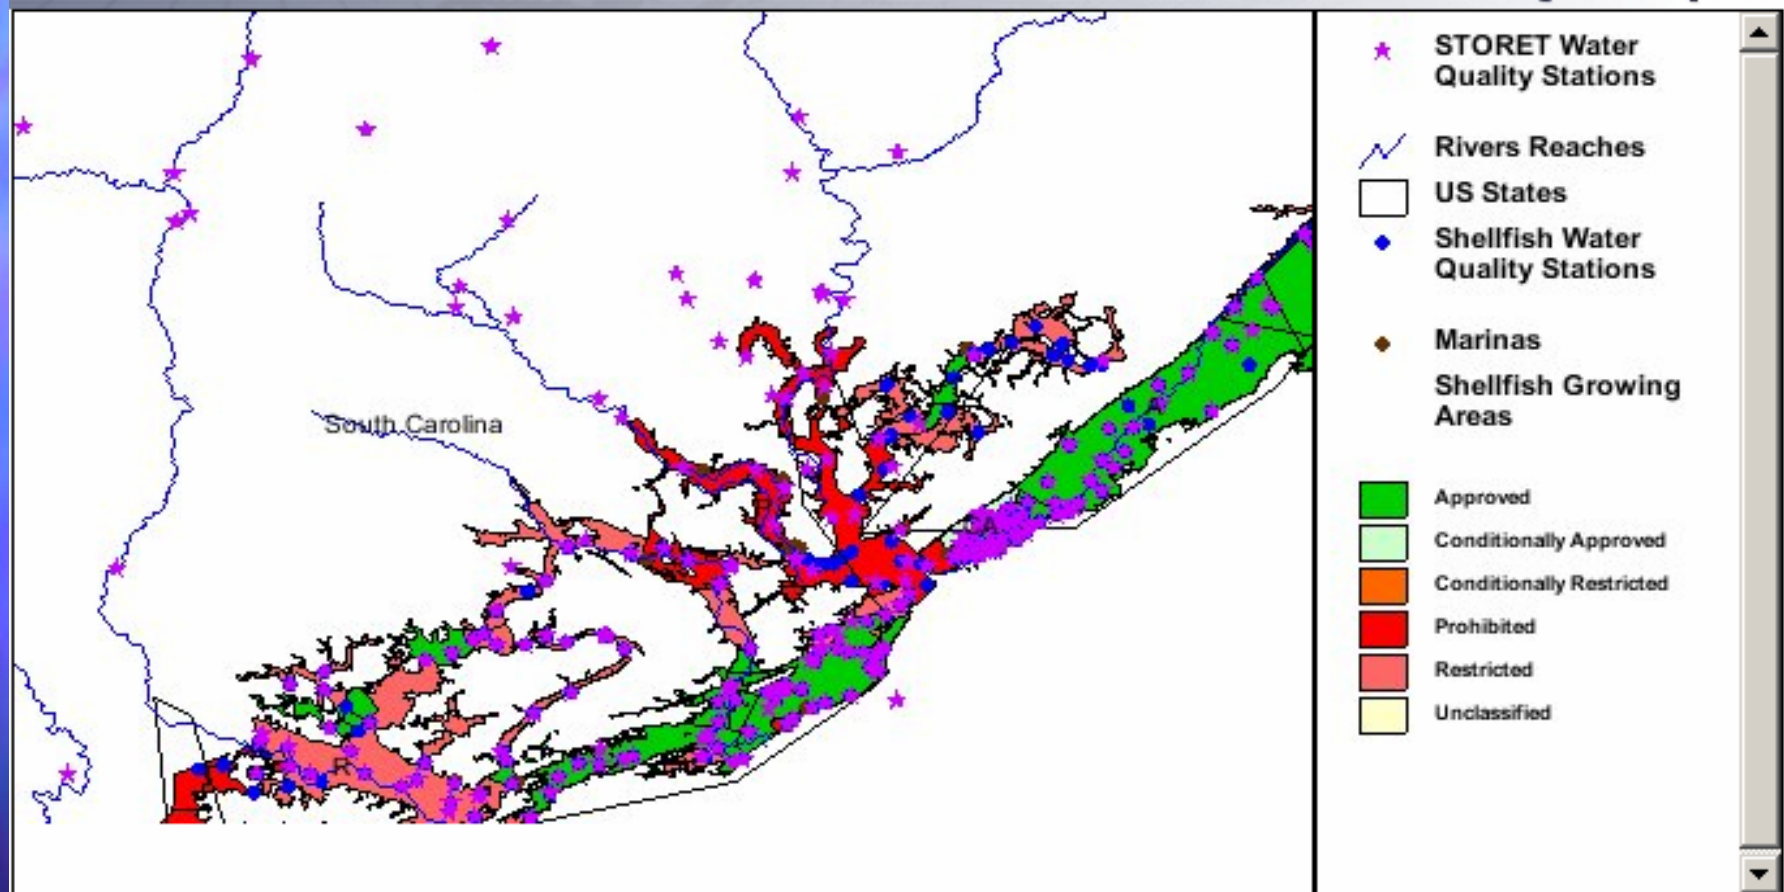 STORET Water
Quality Stations
Rivers Reaches
US States
Shellfish Water
Quality Stations
Marinas
Shellfish Growing
Areas
Approved
Conditionally Approved
Conditionally Restricted
Prohibited
Restricted
Unclassified
South Carolina
CA
P
R